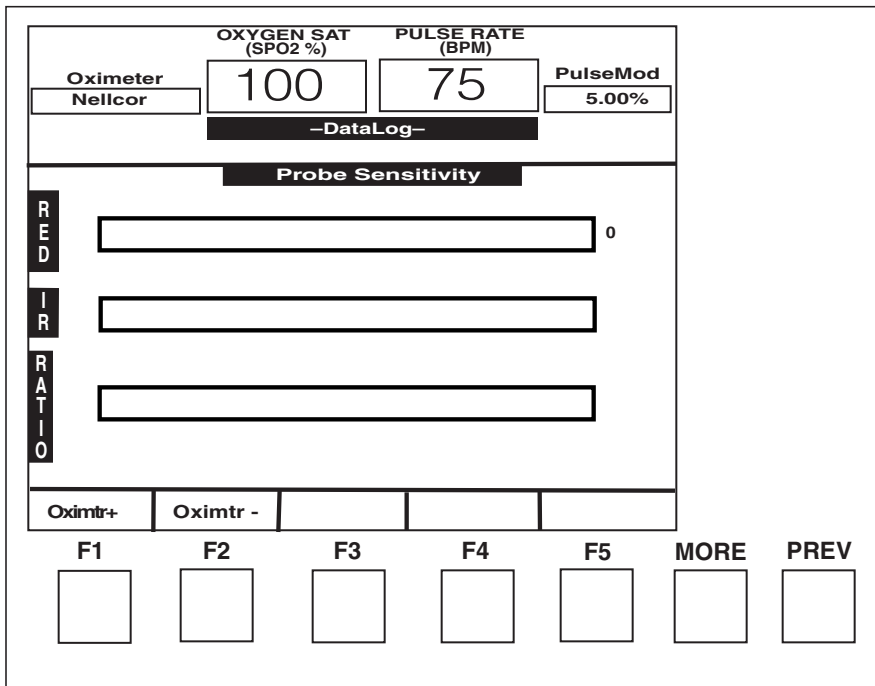 OXYGEN SAT
(SPO2 %)
PULSE RATE
(BPM)
Oximeter
Nellcor
100
75
PulseMod
5.00%
–DataLog–
Probe Sensitivity
RED
0
IR
RATIO
Oximtr+
Oximtr -
F1
F2
F3
F4
F5
MORE
PREV